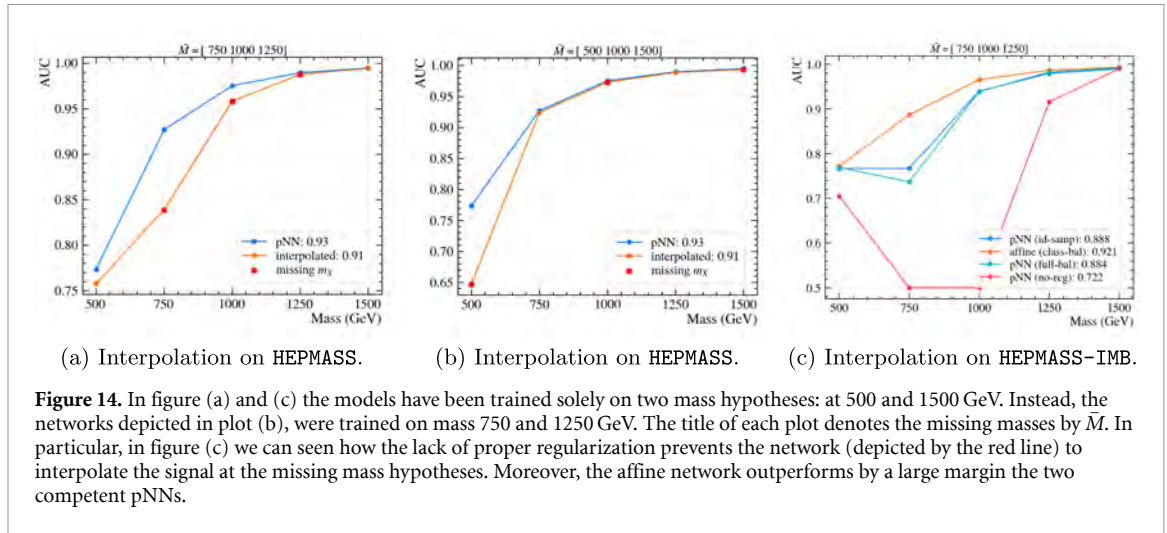 M̄ = [ 750 1000 1250]
AUC
1.00
0.95
0.90
0.85
0.80
0.75
pNN: 0.93
interpolated: 0.91
missing mX
500
750
1000
1250
1500
Mass (GeV)
(a) Interpolation on HEPMASS.
M̄ = [ 500 1000 1500]
AUC
1.00
0.95
0.90
0.85
0.80
0.75
0.70
0.65
pNN: 0.93
interpolated: 0.91
missing mX
500
750
1000
1250
1500
Mass (GeV)
(b) Interpolation on HEPMASS.
M̄ = [ 750 1000 1250]
AUC
1.0
0.9
0.8
0.7
0.6
0.5
pNN (id-samp): 0.888
affine (class-bal): 0.921
pNN (full-bal): 0.884
pNN (no-reg): 0.722
500
750
1000
1250
1500
Mass (GeV)
(c) Interpolation on HEPMASS-IMB.
Figure 14. In figure (a) and (c) the models have been trained solely on two mass hypotheses: at 500 and 1500 GeV. Instead, the
networks depicted in plot (b), were trained on mass 750 and 1250 GeV. The title of each plot denotes the missing masses by M̄. In
particular, in figure (c) we can seen how the lack of proper regularization prevents the network (depicted by the red line) to
interpolate the signal at the missing mass hypotheses. Moreover, the affine network outperforms by a large margin the two
competent pNNs.